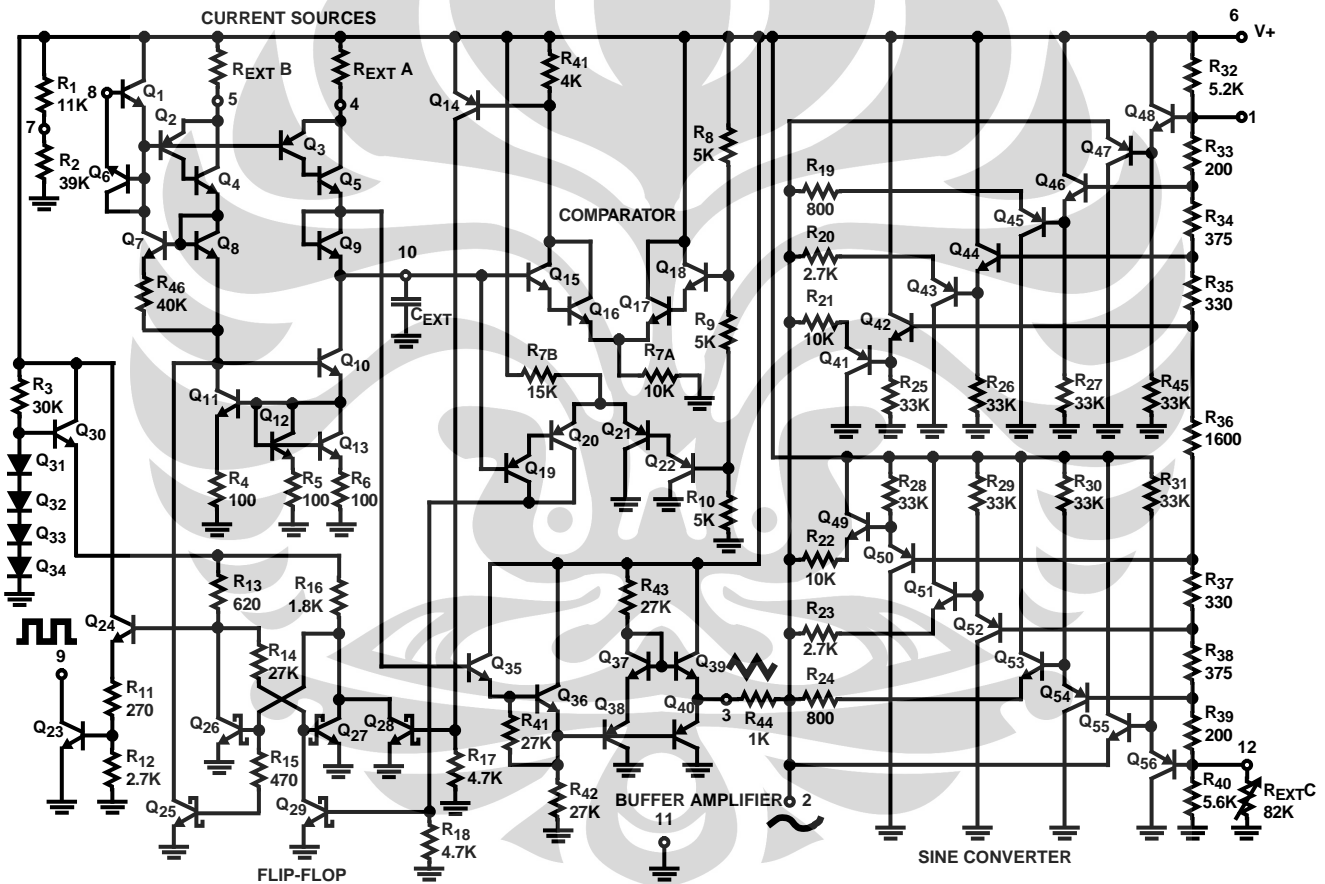 CURRENT SOURCES
6
V+
R1
11K
8
Q1
REXT B
5
REXT A
4
Q14
R41
4K
R32
5.2K
Q48
1
7
R2
39K
Q6
Q2
Q3
Q4
Q5
R8
5K
Q47
R33
200
R19
800
Q46
Q45
R34
375
COMPARATOR
Q7
Q8
Q9
10
R20
2.7K
Q44
Q15
Q18
R46
40K
CEXT
Q16
Q17
R9
5K
R21
10K
Q43
Q42
R35
330
R7B
15K
R7A
10K
Q41
Q10
R3
30K
Q11
Q12
Q13
R25
33K
R26
33K
R27
33K
R45
33K
Q30
Q20
Q21
R36
1600
Q31
Q19
Q22
R4
100
R5
100
R6
100
R10
5K
R28
33K
R29
33K
R30
33K
R31
33K
Q32
Q33
Q34
Q49
R22
10K
Q50
R13
620
R16
1.8K
R43
27K
Q51
R37
330
Q24
R23
2.7K
Q52
9
R14
27K
Q35
Q37
Q39
Q53
R38
375
R11
270
Q36
R24
800
Q54
Q23
Q26
Q27
Q28
R41
27K
Q38
Q40
3
R44
1K
Q55
R39
200
R12
2.7K
R15
470
R17
4.7K
Q56
12
Q25
Q29
R42
27K
BUFFER AMPLIFIER
2
R40
5.6K
REXTC
82K
R18
4.7K
11
FLIP-FLOP
SINE CONVERTER